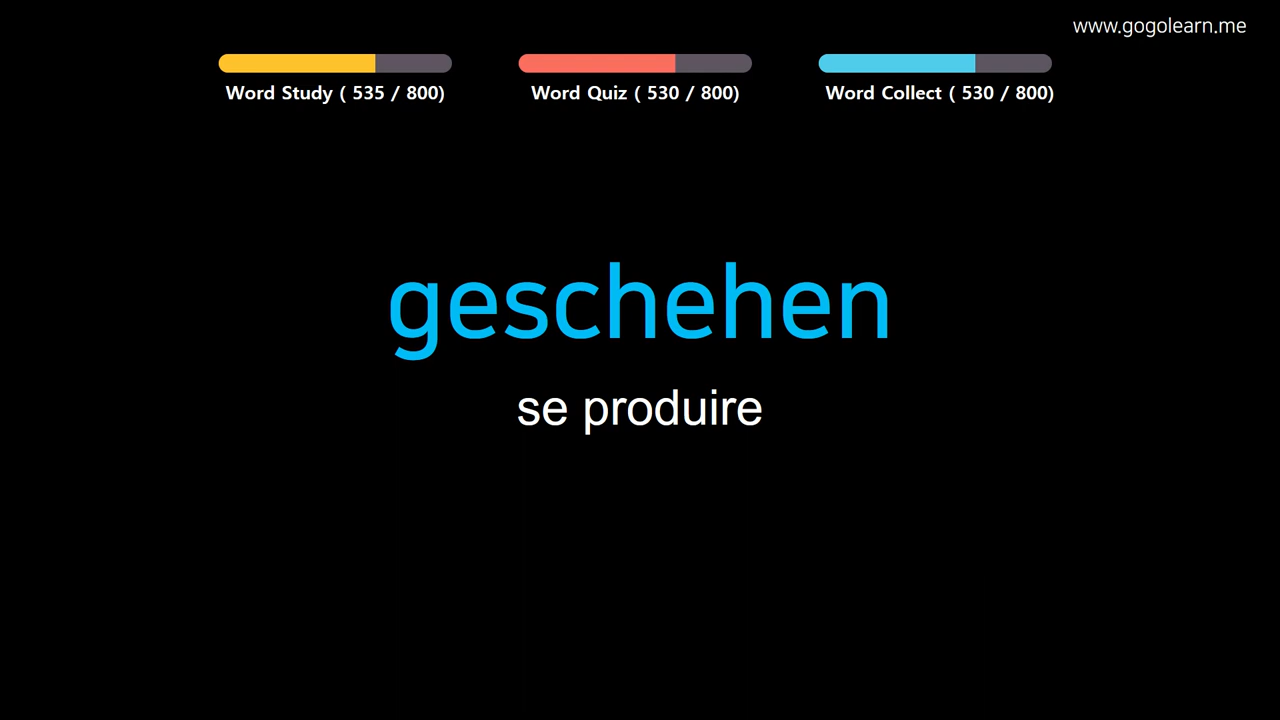 www.gogolearn.me
Word Study ( 535 / 800)
Word Quiz ( 530 / 800)
Word Collect ( 530 / 800)
geschehen
se produire